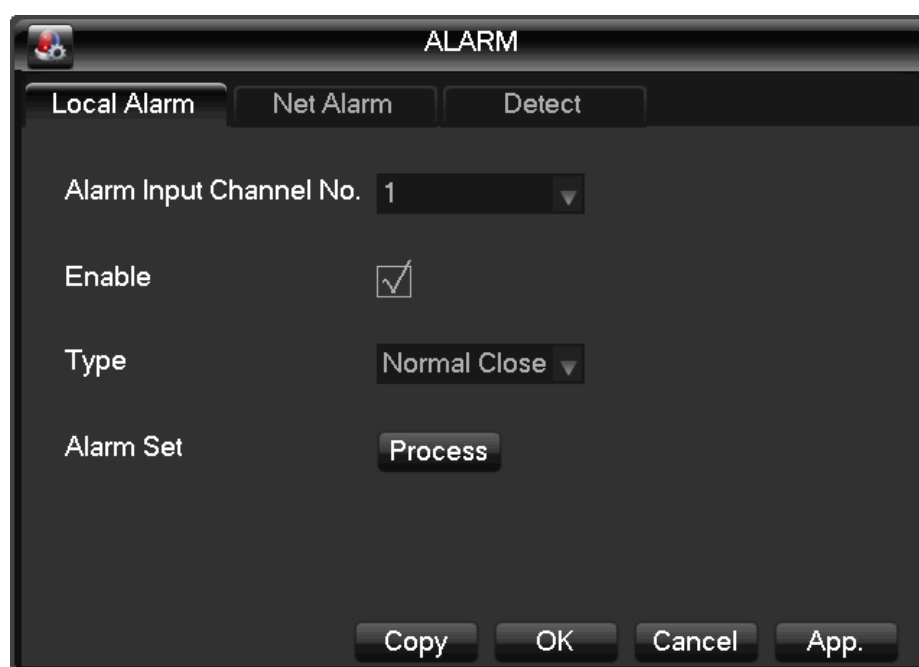 ALARM
Local Alarm Net Alarm Detect
Alarm Input Channel No. 1
Enable
Type Normal Close
Alarm Set Process
Copy OK Cancel App.